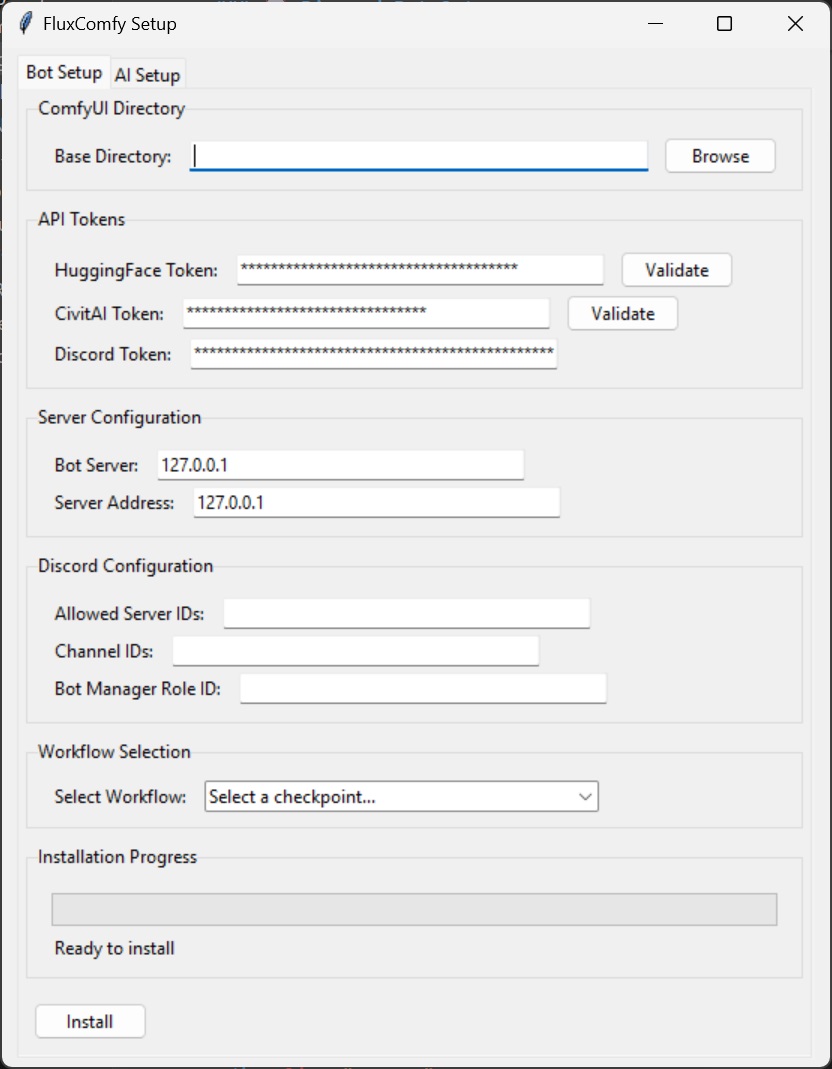 FluxComfy Setup
Bot Setup AI Setup
ComfyUI Directory
Base Directory: Browse
API Tokens
HuggingFace Token: ************************************* Validate
CivitAI Token: ******************************** Validate
Discord Token: ************************************************
Server Configuration
Bot Server: 127.0.0.1
Server Address: 127.0.0.1
Discord Configuration
Allowed Server IDs:
Channel IDs:
Bot Manager Role ID:
Workflow Selection
Select Workflow: Select a checkpoint...
Installation Progress
Ready to install
Install